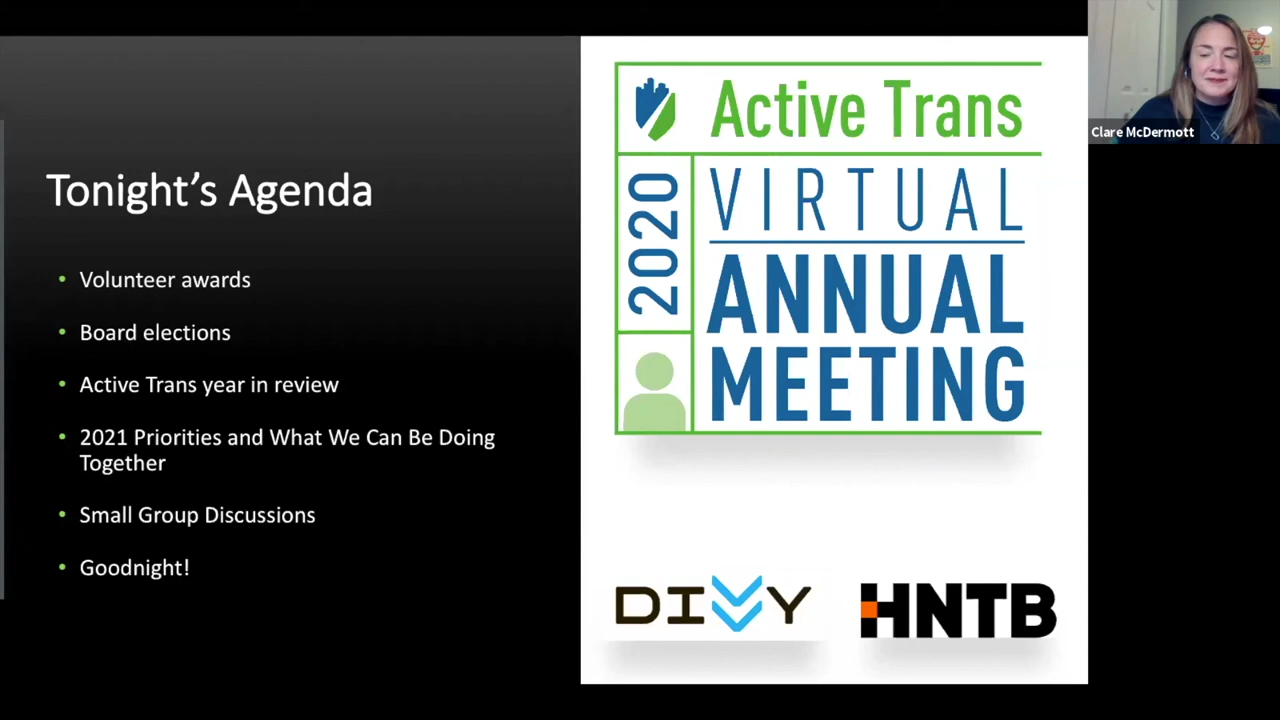 Tonight's Agenda
• Volunteer awards
• Board elections
• Active Trans year in review
• 2021 Priorities and What We Can Be Doing
Together
• Small Group Discussions
• Goodnight!
Active Trans
2020
VIRTUAL
ANNUAL
MEETING
DIVVY
HNTB
Clare McDermott